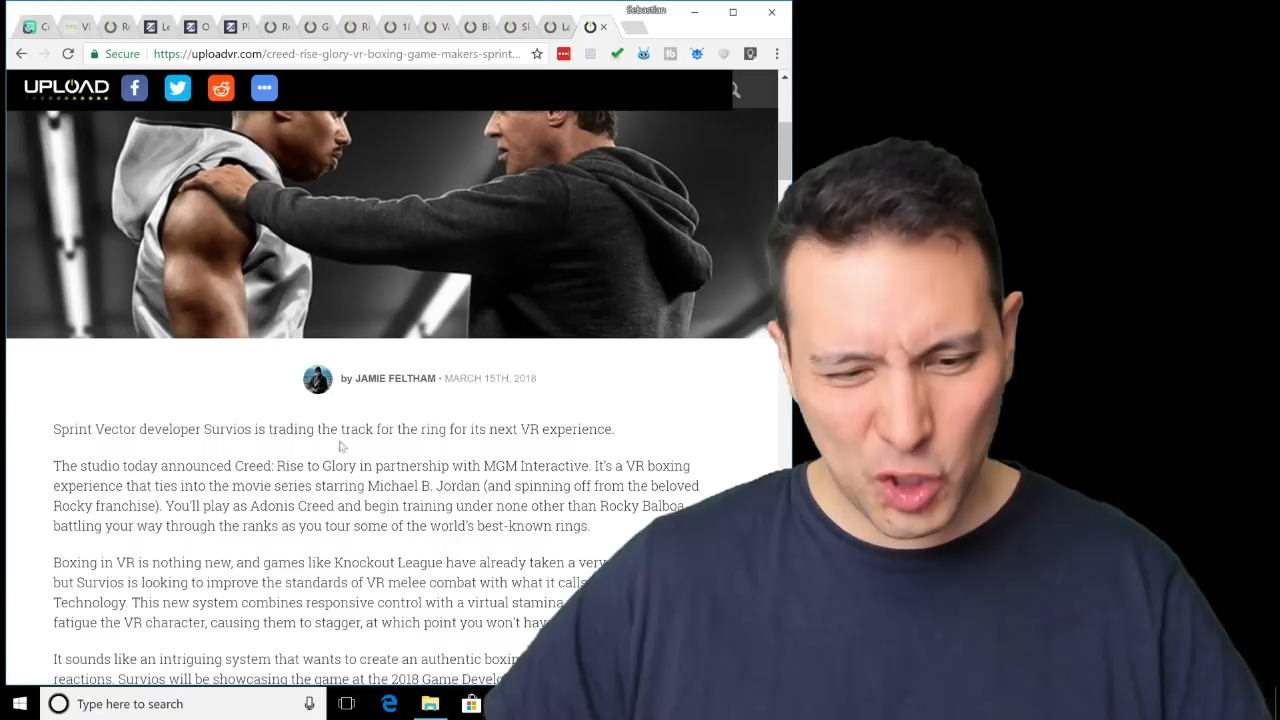 Sebastian
Secure
https://uploadvr.com/creed-rise-glory-vr-boxing-game-makers-sprint...
UPLOAD
by JAMIE FELTHAM • MARCH 15TH, 2018
Sprint Vector developer Survios is trading the track for the ring for its next VR experience.
The studio today announced Creed: Rise to Glory in partnership with MGM Interactive. It's a VR boxing
experience that ties into the movie series starring Michael B. Jordan (and spinning off from the beloved
Rocky franchise). You'll play as Adonis Creed and begin training under none other than Rocky Balboa,
battling your way through the ranks as you tour some of the world's best-known rings.
Boxing in VR is nothing new, and games like Knockout League have already taken a very
but Survios is looking to improve the standards of VR melee combat with what it calls
Technology. This new system combines responsive control with a virtual stamina
fatigue the VR character, causing them to stagger, at which point you won't hav
It sounds like an intriguing system that wants to create an authentic boxin
reactions. Survios will be showcasing the game at the 2018 Game Develo
Type here to search